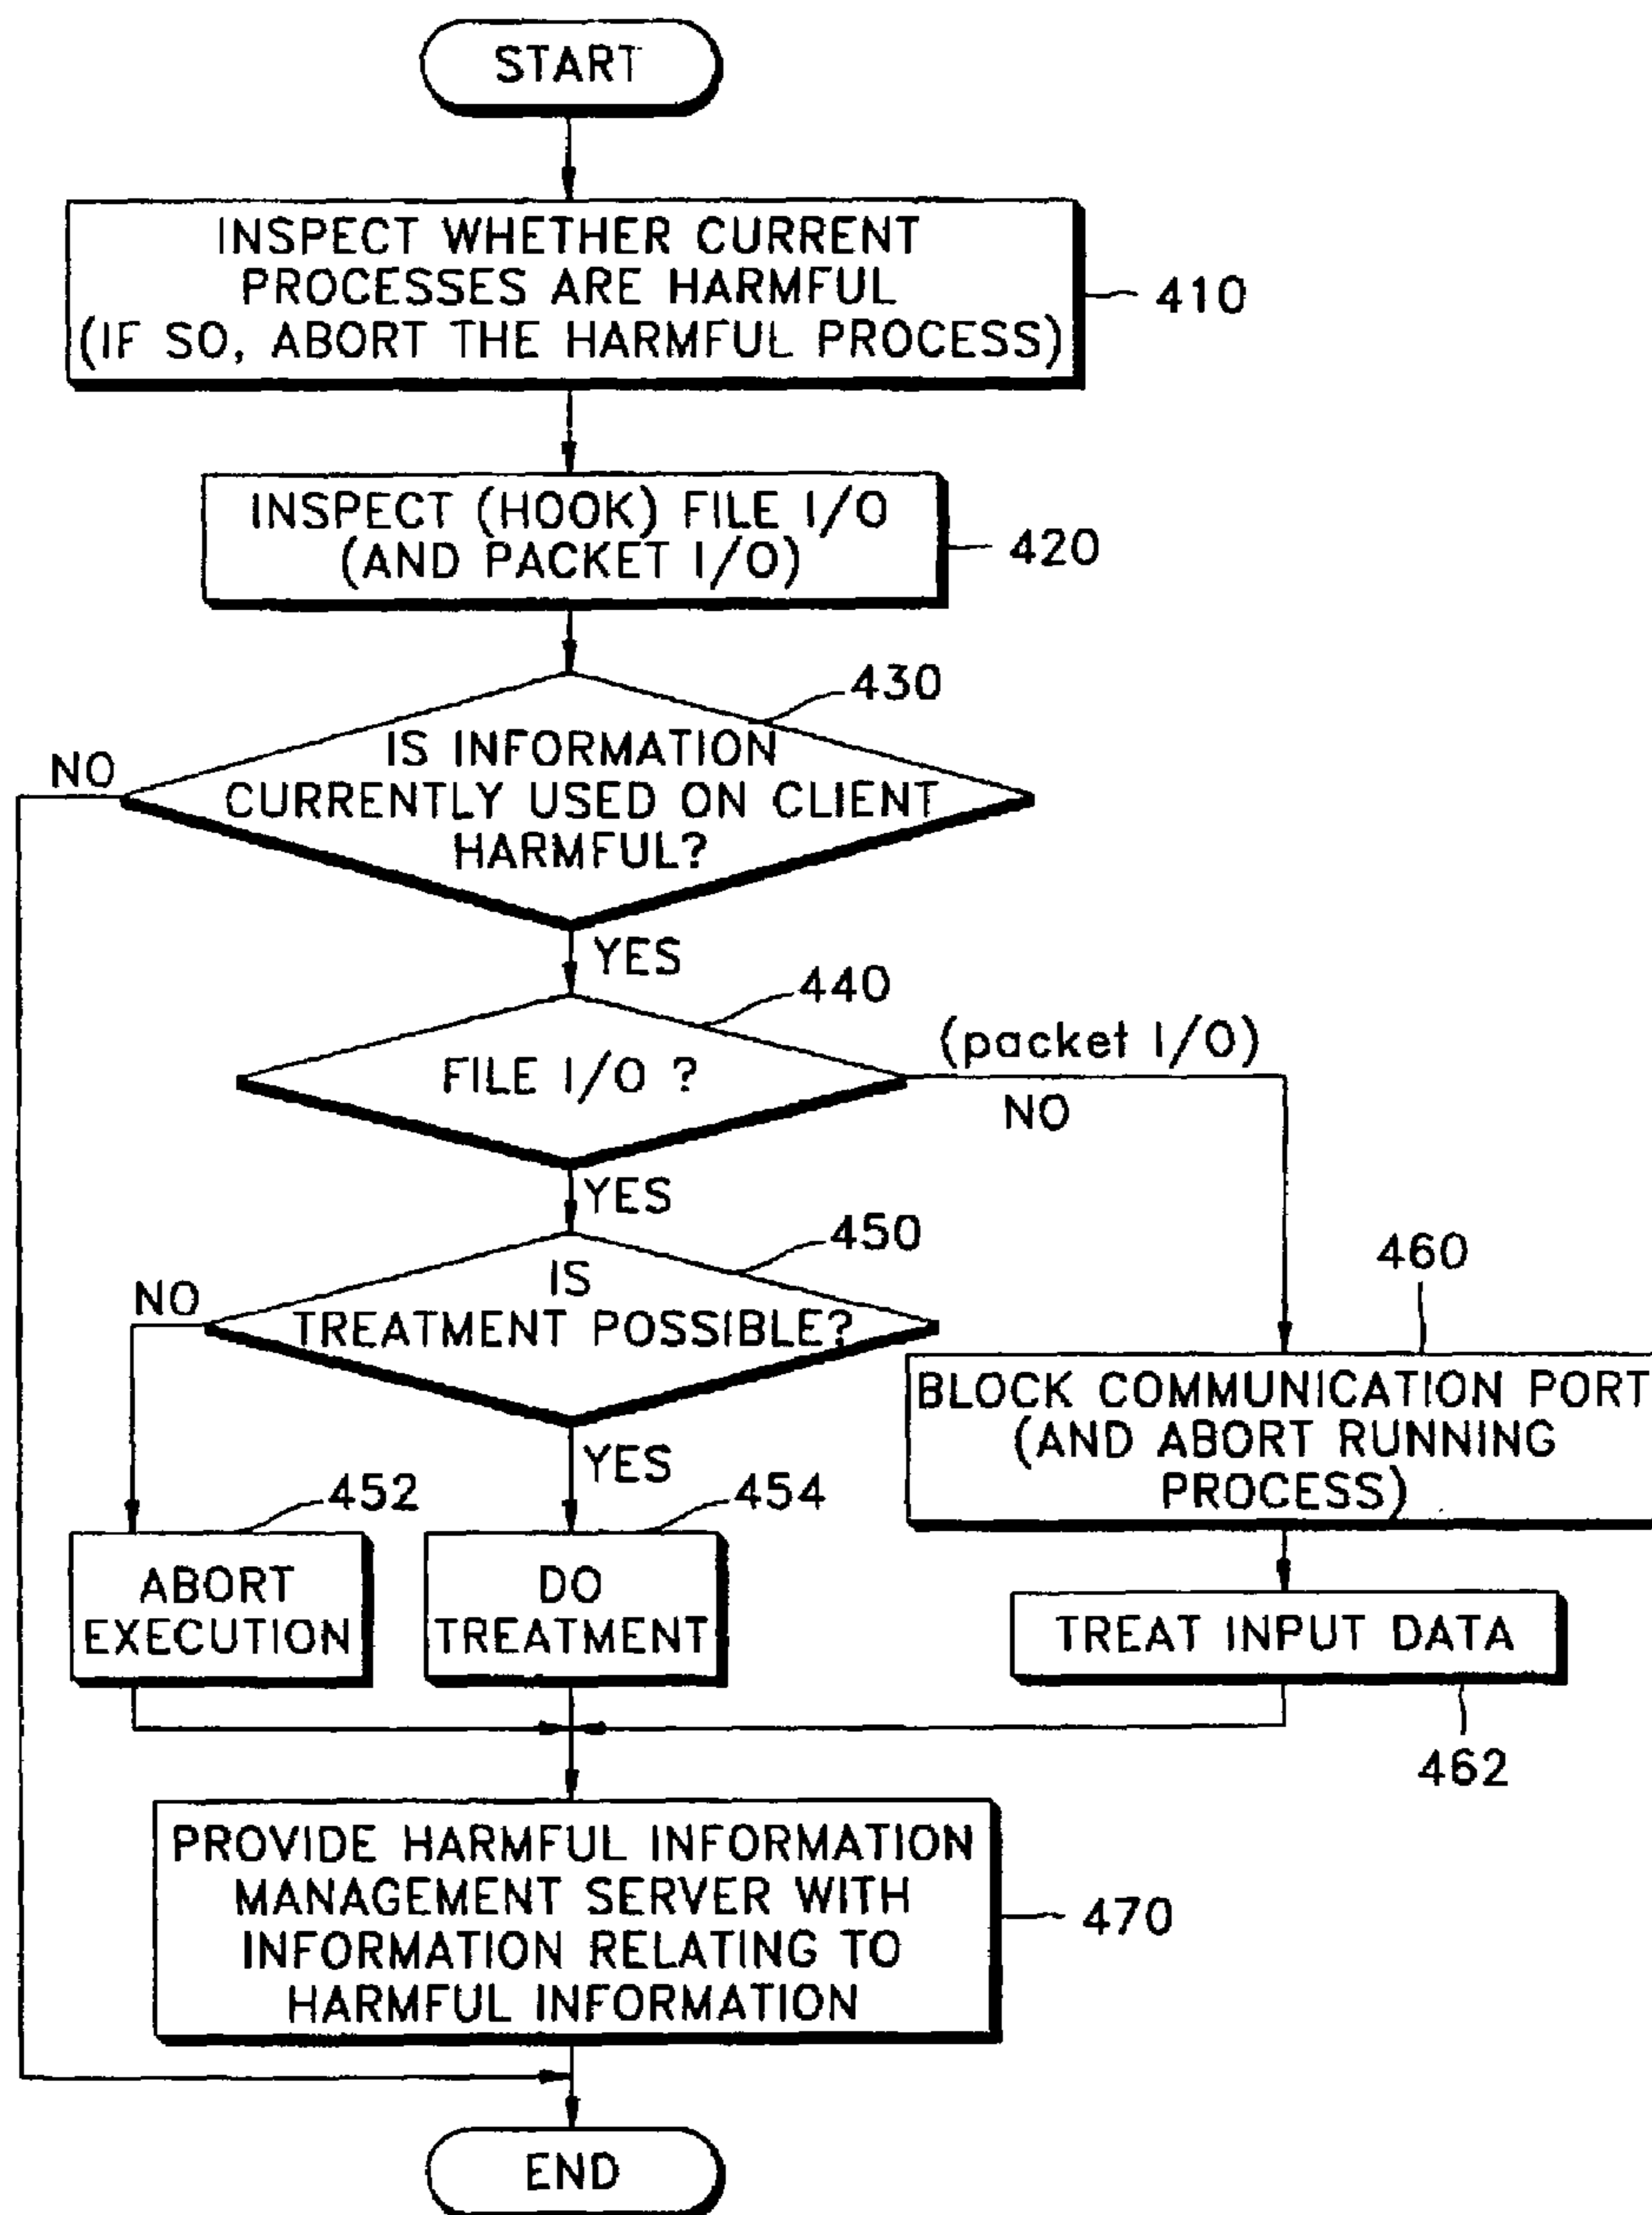 START
INSPECT WHETHER CURRENT
PROCESSES ARE HARMFUL
(IF SO, ABORT THE HARMFUL PROCESS)
410
INSPECT (HOOK) FILE I/O
(AND PACKET I/O)
420
430
NO
IS INFORMATION
CURRENTLY USED ON CLIENT
HARMFUL?
YES
440
(packet I/O)
FILE I/O ?
NO
YES
450
NO
IS
TREATMENT POSSIBLE?
460
BLOCK COMMUNICATION PORT
(AND ABORT RUNNING
PROCESS)
YES
452
454
ABORT
EXECUTION
DO
TREATMENT
TREAT INPUT DATA
462
PROVIDE HARMFUL INFORMATION
MANAGEMENT SERVER WITH
INFORMATION RELATING TO
HARMFUL INFORMATION
470
END